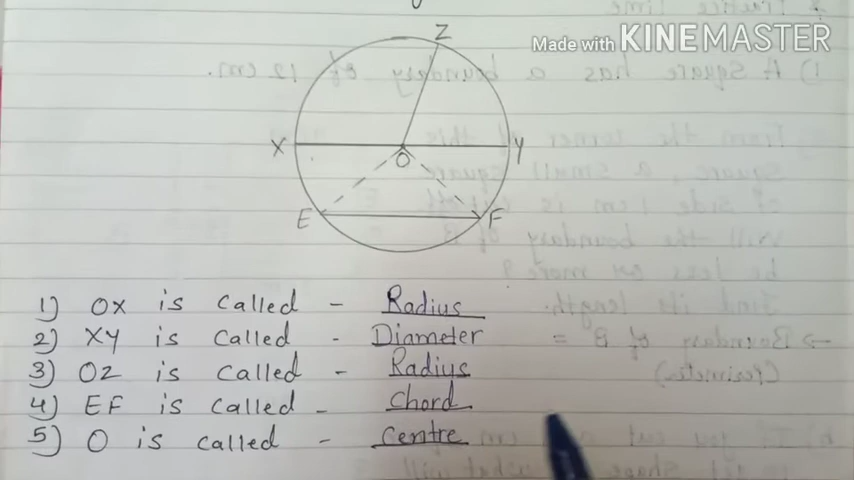 Made with KINEMASTER
Z
X
Y
O
E
F
1) OX is called - Radius
2) XY is called - Diameter
3) OZ is called - Radius
4) EF is called - Chord
5) O is called - Centre